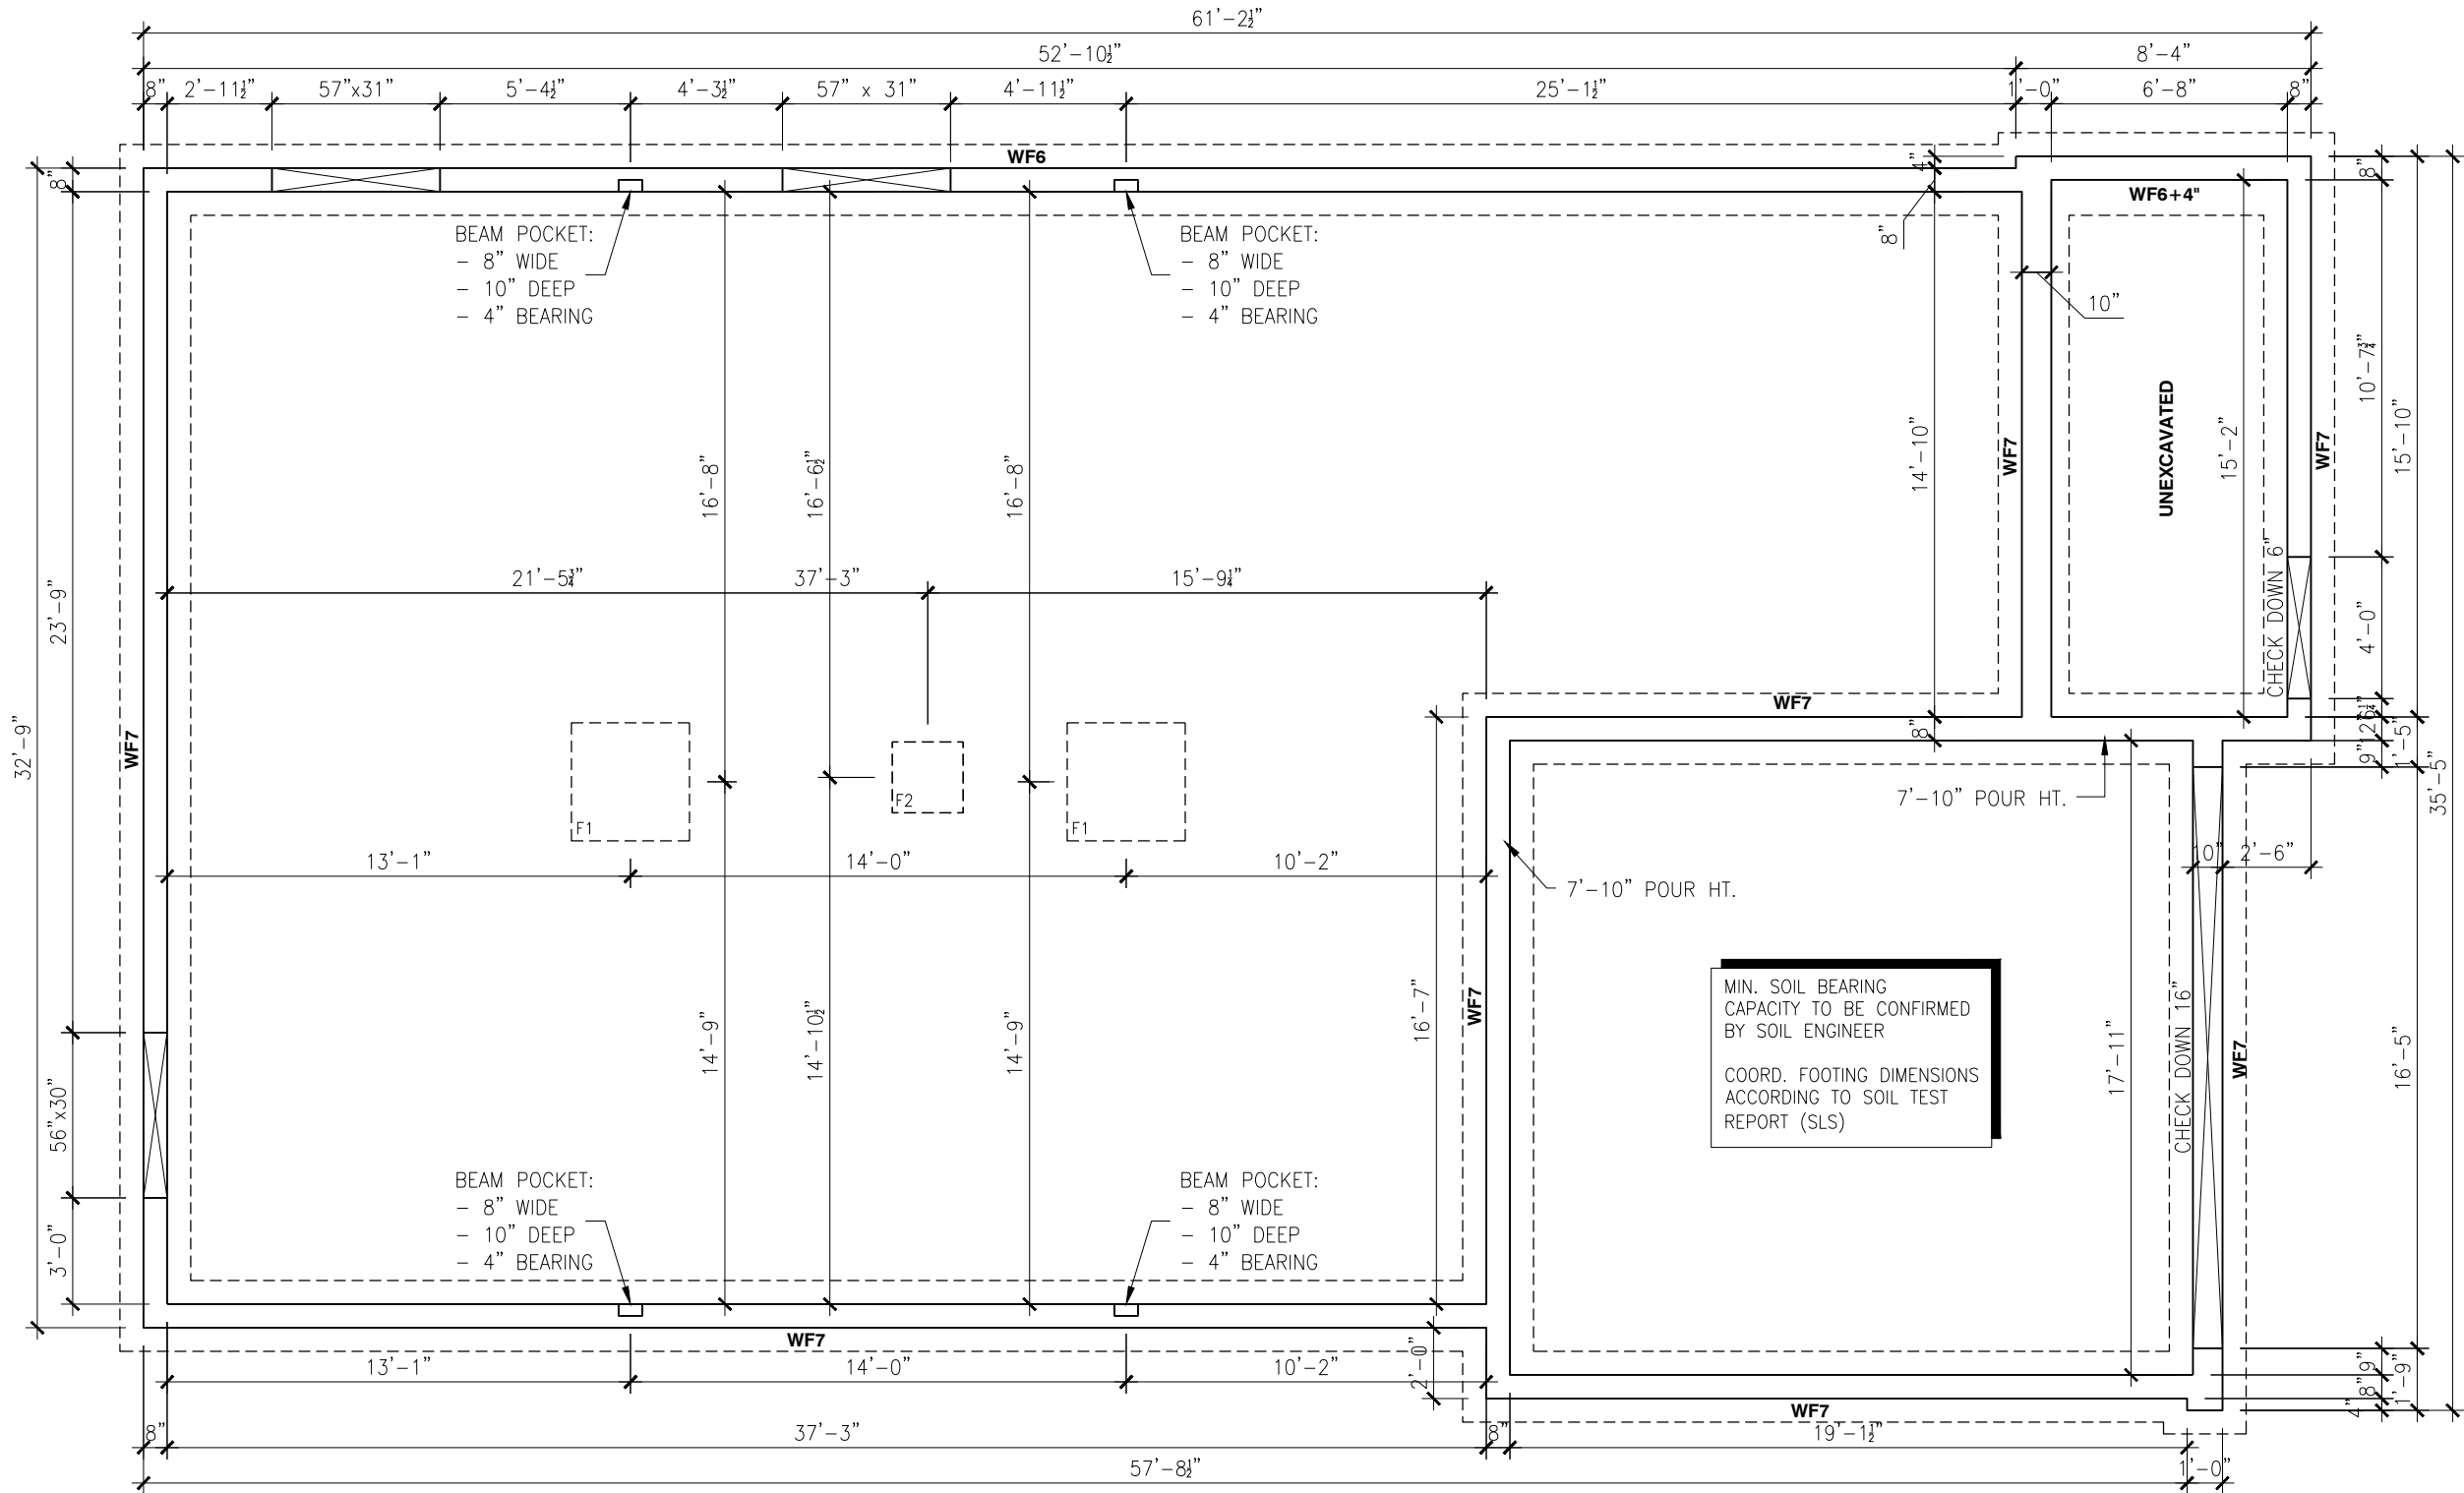 61'-2½"
52'-10½"
8'-4"
8"
2'-11½"
57"x31"
5'-4½"
4'-3½"
57" x 31"
4'-11½"
25'-1½"
1'-0"
6'-8"
8"
WF6
4"
8"
8"
WF6+4"
8"
BEAM POCKET:
- 8" WIDE
- 10" DEEP
- 4" BEARING
BEAM POCKET:
- 8" WIDE
- 10" DEEP
- 4" BEARING
10"
10'-7¾"
15'-10"
UNEXCAVATED
15'-2"
WF7
WF7
14'-10"
16'-8"
16'-6½"
16'-8"
23'-9"
21'-5¾"
37'-3"
15'-9¼"
CHECK DOWN 6"
4'-0"
32'-9"
WF7
WF7
8"
1'-5"
9"
35'-5"
F1
F2
F1
7'-10" POUR HT.
13'-1"
14'-0"
10'-2"
10"
2'-6"
7'-10" POUR HT.
MIN. SOIL BEARING
CAPACITY TO BE CONFIRMED
BY SOIL ENGINEER
COORD. FOOTING DIMENSIONS
ACCORDING TO SOIL TEST
REPORT (SLS)
14'-9"
14'-10½"
14'-9"
16'-7"
WF7
17'-11"
CHECK DOWN 16"
WF7
16'-5"
56"x30"
3'-0"
BEAM POCKET:
- 8" WIDE
- 10" DEEP
- 4" BEARING
BEAM POCKET:
- 8" WIDE
- 10" DEEP
- 4" BEARING
WF7
2'-0"
13'-1"
14'-0"
10'-2"
9"
8"
4"
1'-9"
WF7
8"
37'-3"
8"
19'-1½"
57'-8½"
1'-0"